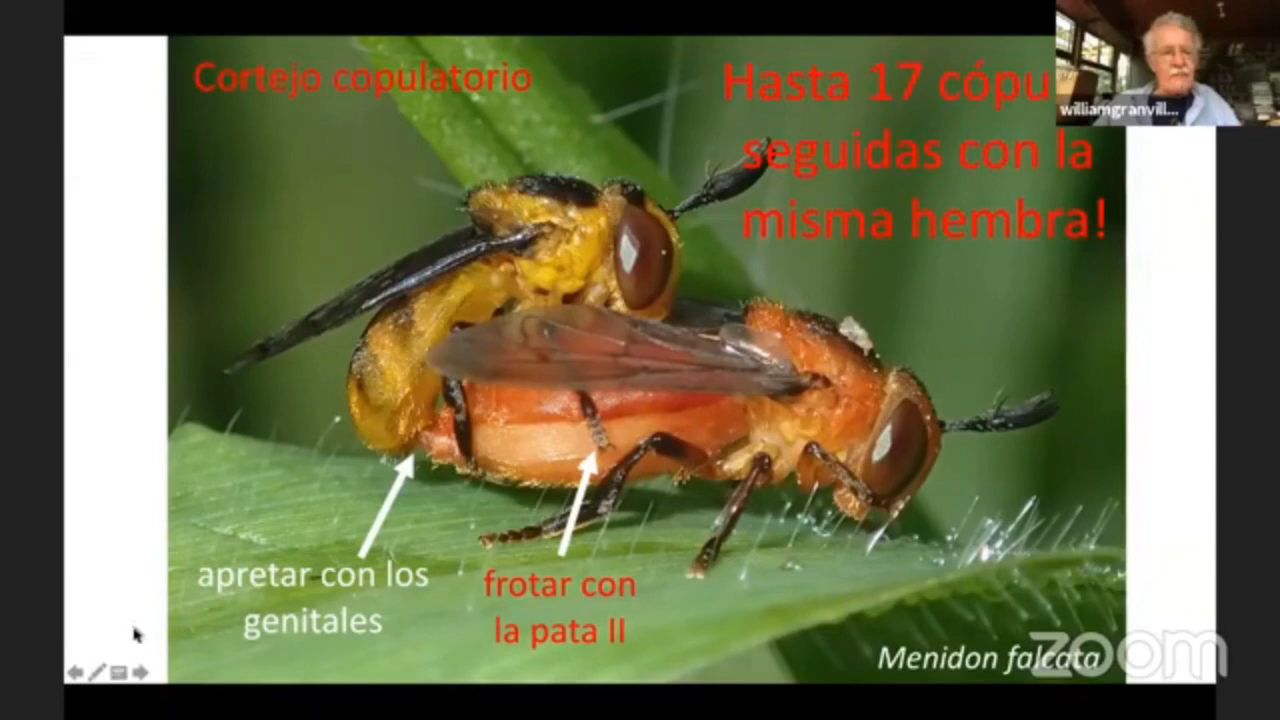 Cortejo copulatorio
Hasta 17 cópu
seguidas con la
misma hembra!
williamgranvill...
apretar con los
genitales
frotar con
la pata II
Menidon falcata
zoom